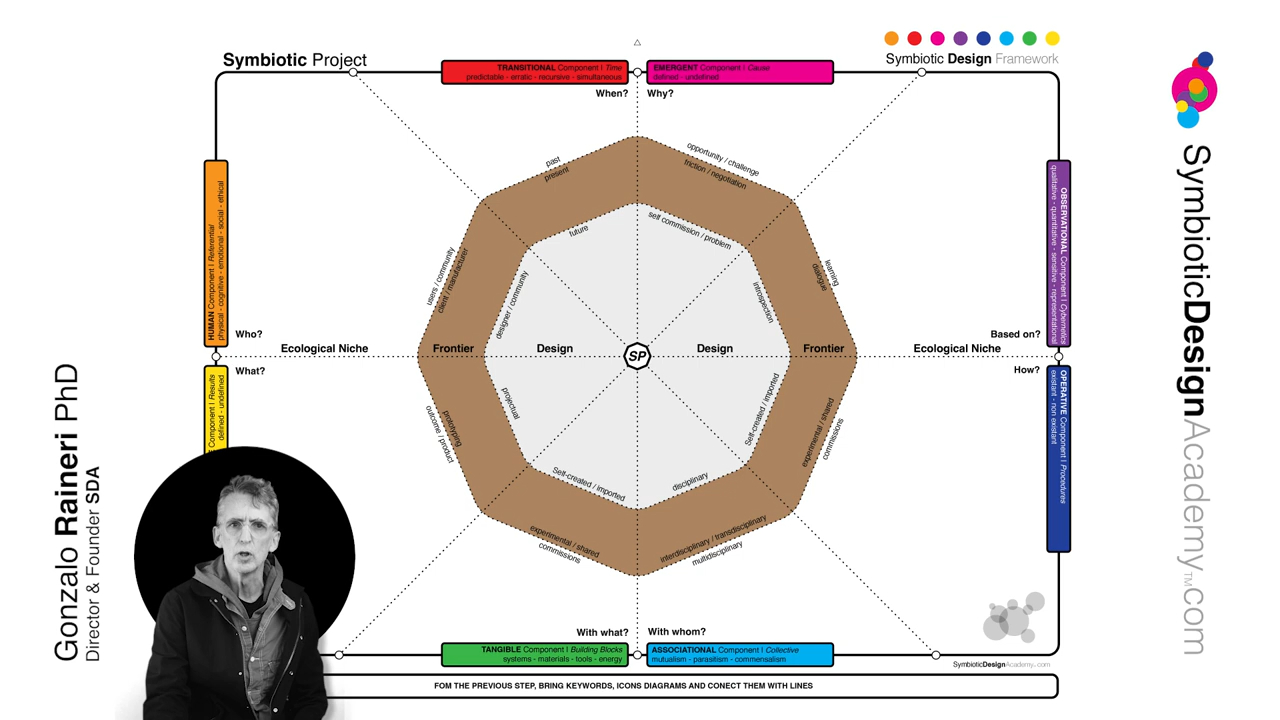 Symbiotic Project
Symbiotic Design Framework
TRANSITIONAL Component | Time
predictable - erratic - recursive - simultaneous
EMERGENT Component | Cause
defined - undefined
When?
Why?
past
present
future
opportunity / challenge
friction / negotiation
self commission / problem
HUMAN Component | Referential
physical - cognitive - emotional - social - ethical
Who?
users / community
client / manufacturer
designer / community
learning
dialogue
introspection
OBSERVATIONAL Component | Cybernetics
qualitative - quantitative - sensitive - representational
Based on?
Ecological Niche
Frontier
Design
SP
Design
Frontier
Ecological Niche
What?
Component | Results
defined - undefined
projectual
prototyping
outcome / product
How?
OPERATIVE Component | Procedures
existant - non existant
Self-created / imported
experimental / shared
commissions
Self-created / imported
experimental / shared
commissions
disciplinary
interdisciplinary / transdisciplinary
multidisciplinary
With what?
With whom?
TANGIBLE Component | Building Blocks
systems - materials - tools - energy
ASSOCIATIONAL Component | Collective
mutualism - parasitism - commensalism
SymbioticDesignAcademy. com
FOM THE PREVIOUS STEP, BRING KEYWORDS, ICONS DIAGRAMS AND CONECT THEM WITH LINES
Gonzalo Raineri PhD
Director & Founder SDA
SymbioticDesignAcademy™com